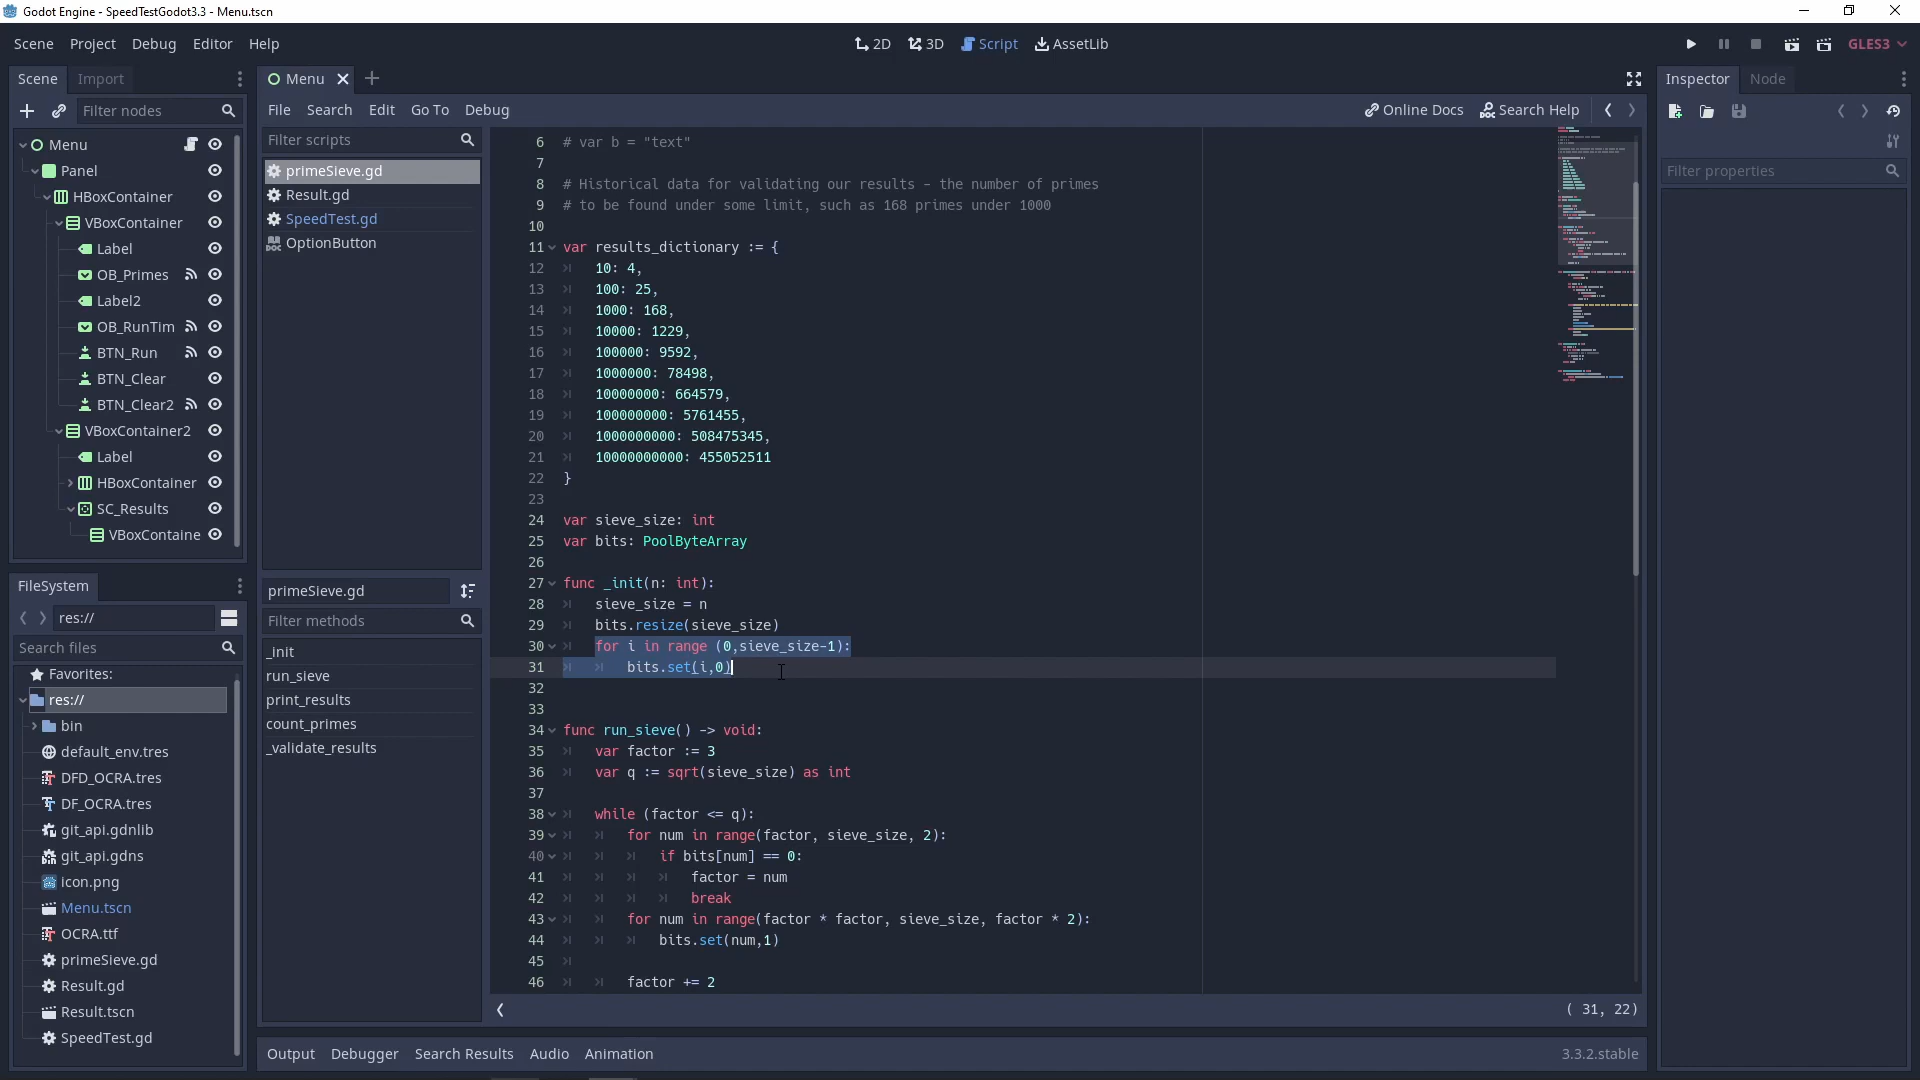 Godot Engine - SpeedTestGodot3.3 - Menu.tscn
Scene Project Debug Editor Help
2D 3D Script AssetLib
GLES3
Scene Import
Filter nodes
Menu
Panel
HBoxContainer
VBoxContainer
Label
OB_Primes
Label2
OB_RunTim
BTN_Run
BTN_Clear
BTN_Clear2
VBoxContainer2
Label
HBoxContainer
SC_Results
VBoxContaine
FileSystem
res://
Search files
Favorites:
res://
bin
default_env.tres
DFD_OCRA.tres
DF_OCRA.tres
git_api.gdnlib
git_api.gdns
icon.png
Menu.tscn
OCRA.ttf
primeSieve.gd
Result.gd
Result.tscn
SpeedTest.gd
Menu
File Search Edit Go To Debug
Online Docs Search Help
Filter scripts
primeSieve.gd
Result.gd
SpeedTest.gd
OptionButton
primeSieve.gd
Filter methods
_init
run_sieve
print_results
count_primes
_validate_results
6 # var b = "text"
7
8 # Historical data for validating our results - the number of primes
9 # to be found under some limit, such as 168 primes under 1000
10
11 var results_dictionary := {
12 10: 4,
13 100: 25,
14 1000: 168,
15 10000: 1229,
16 100000: 9592,
17 1000000: 78498,
18 10000000: 664579,
19 100000000: 5761455,
20 1000000000: 508475345,
21 10000000000: 455052511
22 }
23
24 var sieve_size: int
25 var bits: PoolByteArray
26
27 func _init(n: int):
28 sieve_size = n
29 bits.resize(sieve_size)
30 for i in range (0,sieve_size-1):
31 bits.set(i,0)
32
33
34 func run_sieve() -> void:
35 var factor := 3
36 var q := sqrt(sieve_size) as int
37
38 while (factor <= q):
39 for num in range(factor, sieve_size, 2):
40 if bits[num] == 0:
41 factor = num
42 break
43 for num in range(factor * factor, sieve_size, factor * 2):
44 bits.set(num,1)
45
46 factor += 2
( 31, 22)
Output Debugger Search Results Audio Animation
3.3.2.stable
Inspector Node
Filter properties